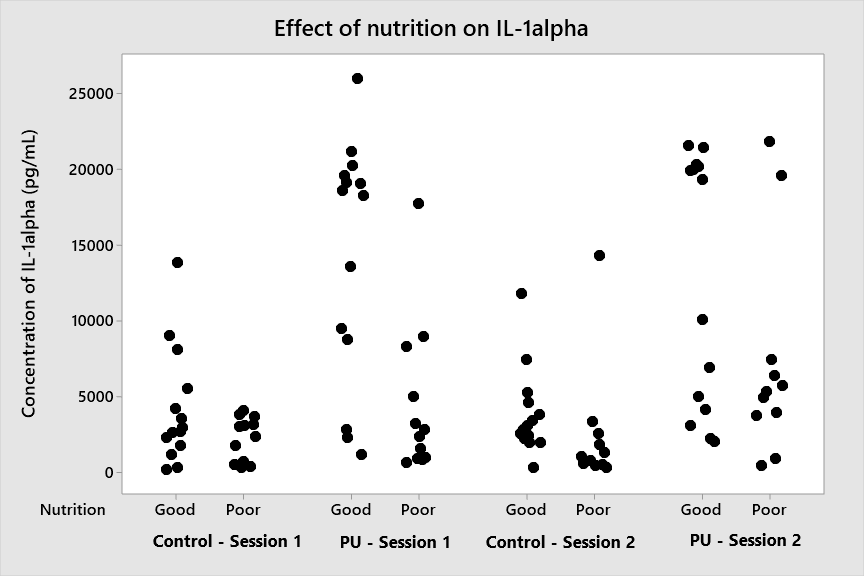 Effect of nutrition on IL-1alpha
Concentration of IL-1alpha (pg/mL)
25000
20000
15000
10000
5000
0
Nutrition Good Poor Good Poor Good Poor Good Poor
Control - Session 1 PU - Session 1 Control - Session 2 PU - Session 2